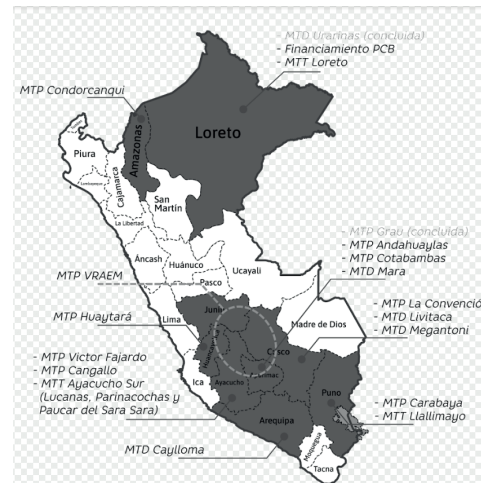 - MTD Urarinas (concluida)
- Financiamiento PCB
- MTT Loreto
MTP Condorcanqui
Loreto
Amazonas
Piura
Cajamarca
San
Martín
La Libertad
Áncash
Huánuco
Ucayali
Pasco
- MTP Grau (concluida)
- MTP Andahuaylas
- MTP Cotabambas
- MTD Mara
MTP VRAEM
Junín
Lima
Madre de Dios
- MTP La Convenció
- MTD Livitaca
- MTD Megantoni
MTP Huaytará
Cusco
- MTP Victor Fajardo
- MTP Cangallo
- MTT Ayacucho Sur
(Lucanas, Parinacochas y
Paucar del Sara Sara)
Ica
Ayacucho
Puno
- MTP Carabaya
- MTT Llallimayo
Arequipa
Moquegua
MTD Caylloma
Tacna